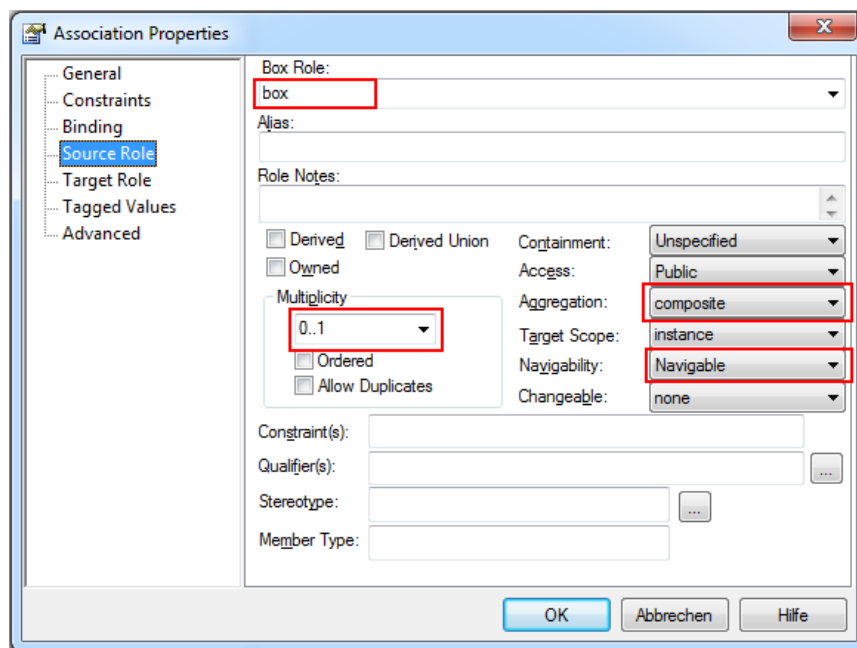 Association Properties
General
Constraints
Binding
Source Role
Target Role
Tagged Values
Advanced
Box Role:
box
Alias:
Role Notes:
Derived
Derived Union
Owned
Multiplicity
0..1
Ordered
Allow Duplicates
Containment: Unspecified
Access: Public
Aggregation: composite
Target Scope: instance
Navigability: Navigable
Changeable: none
Constraint(s):
Qualifier(s):
...
Stereotype:
...
Member Type:
OK Abbrechen Hilfe